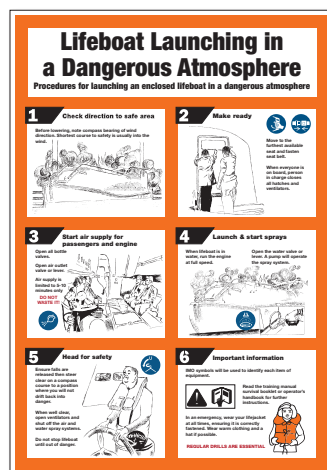 Lifeboat Launching in
a Dangerous Atmosphere
Procedures for launching an enclosed lifeboat in a dangerous atmosphere
1 Check direction to safe area
Before lowering, note compass bearing of wind
direction. Shortest course to safety is usually into the
wind.
2 Make ready
Move to the
furthest available
seat and fasten
seat belt.
When everyone is
on board, person in
charge closes
all hatches and
ventilators.
3 Start air supply for
passengers and engine
Open all bottle
valves.
Open air outlet
valve or lever.
Air supply is
limited to 5-10
minutes only
DO NOT
WASTE IT!
4 Launch & start sprays
When lifeboat is in
water, run the engine
at full speed.
Open the water valve or
lever. A pump will operate
the spray system.
5 Head for safety
Ensure falls are
released then steer
clear on a compass
course to a position
where you will not
drift back into
danger.
When well clear,
open ventilators and
shut off the air and
water spray systems.
Do not stop lifeboat
until out of danger.
6 Important information
IMO symbols will be used to identify each item of
equipment.
Read the training manual
survival booklet or operator's
handbook for further
instructions.
In an emergency, wear your lifejacket
at all times, ensuring it is correctly
fastened. Wear warm clothing and a
hat if possible.
REGULAR DRILLS ARE ESSENTIAL